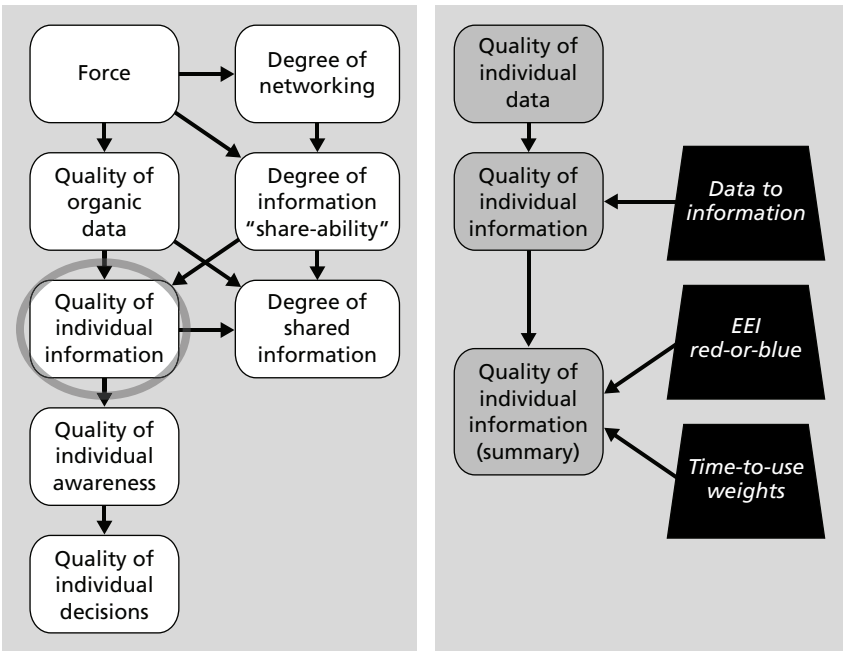 Force
Degree of
networking
Quality of
organic
data
Degree of
information
“share-ability”
Quality of
individual
information
Degree of
shared
information
Quality of
individual
awareness
Quality of
individual
decisions
Quality of
individual
data
Quality of
individual
information
Data to
information
EEI
red-or-blue
Quality of
individual
information
(summary)
Time-to-use
weights